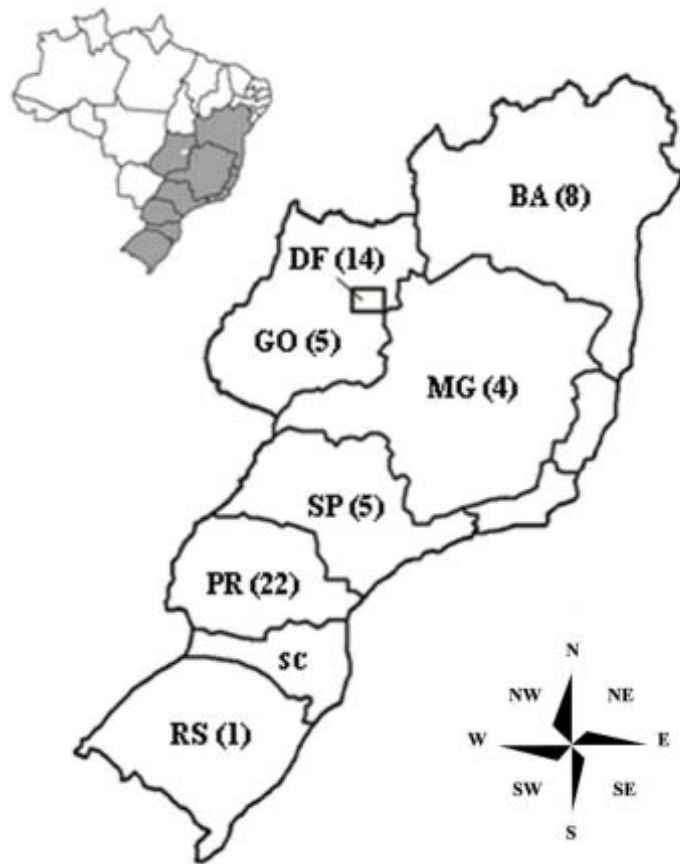 BA (8)
DF (14)
GO (5)
MG (4)
SP (5)
PR (22)
SC
RS (1)
N
NW NE
W E
SW SE
S